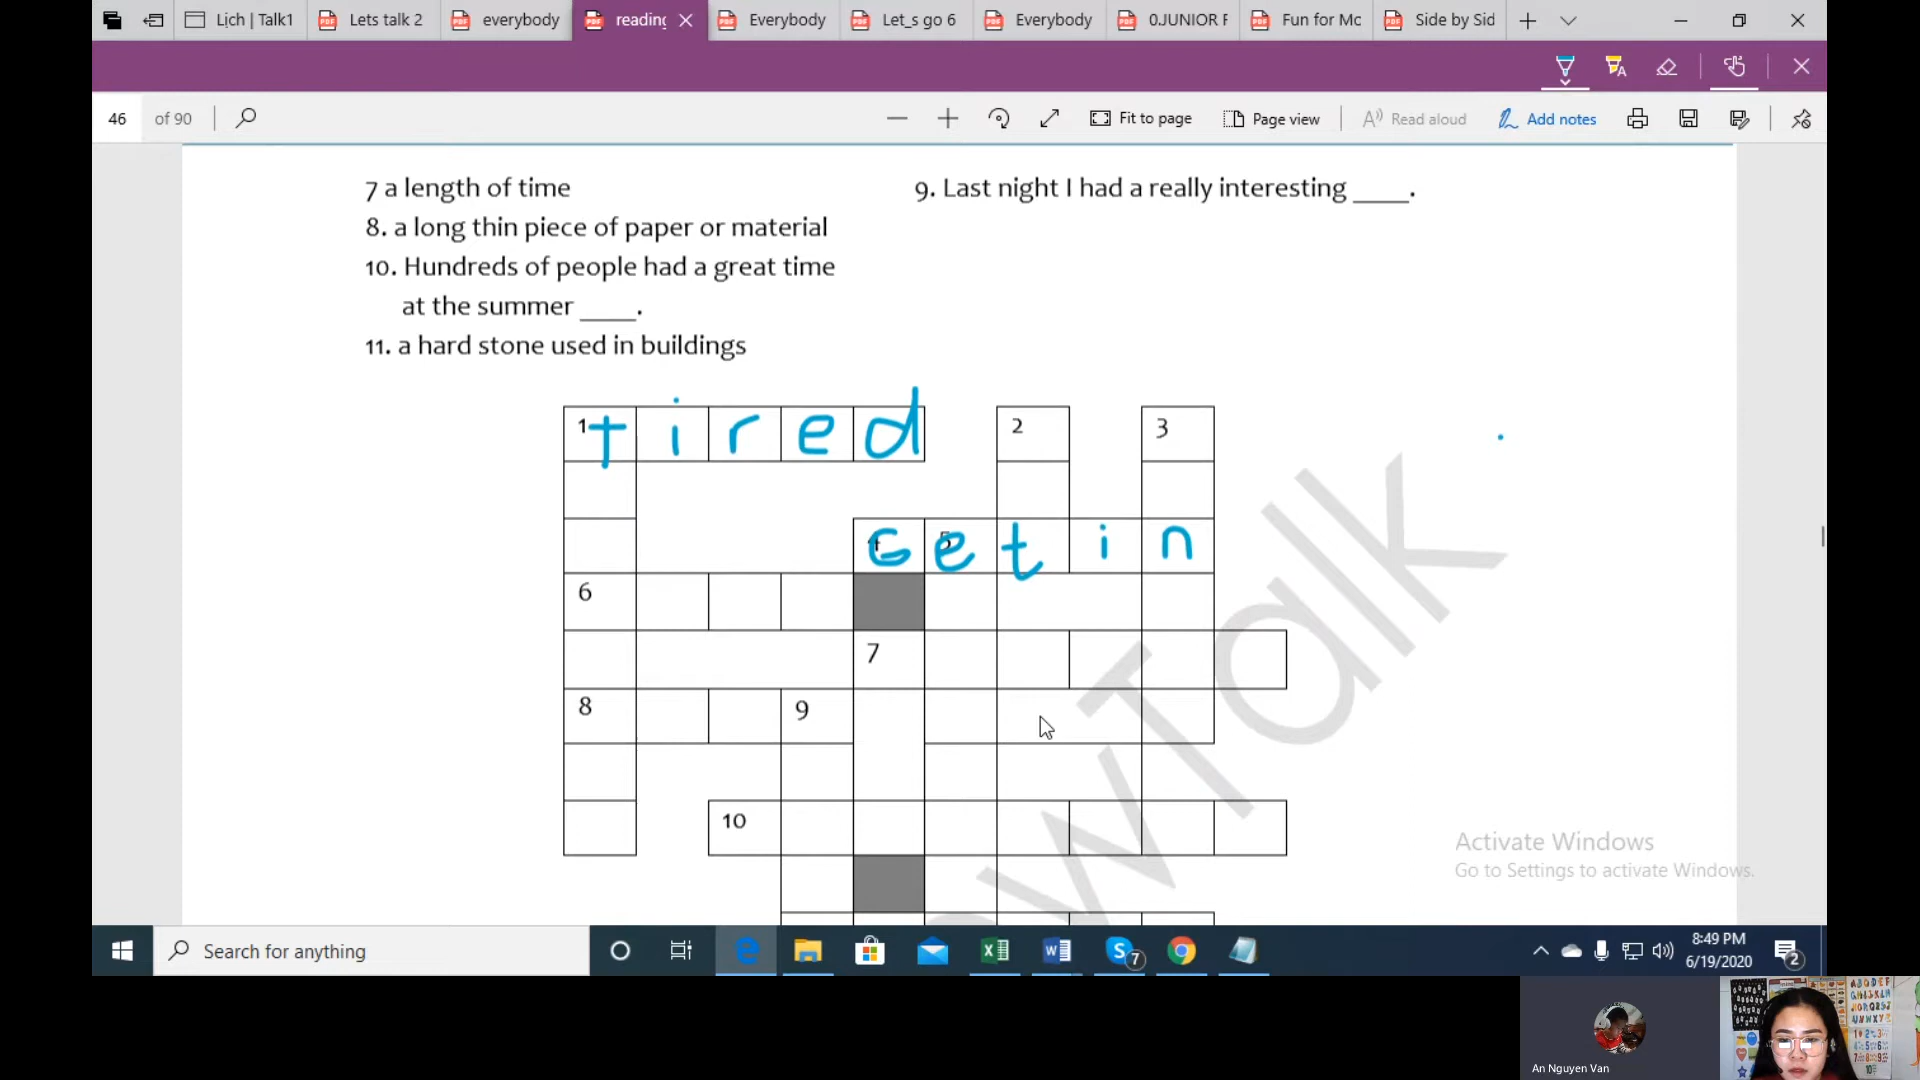 Lịch | Talk1
Lets talk 2
everybody
reading
Everybody
Let_s go 6
Everybody
0JUNIOR F
Fun for Mc
Side by Sid
46 of 90
Fit to page
Page view
Read aloud
Add notes
7 a length of time
8. a long thin piece of paper or material
10. Hundreds of people had a great time
at the summer ____.
11. a hard stone used in buildings
9. Last night I had a really interesting ____.
1 tired
2
3
Get in
5
6
7
8
9
10
owTalk
Activate Windows
Go to Settings to activate Windows.
Search for anything
7
8:49 PM
6/19/2020
2
An Nguyen Van